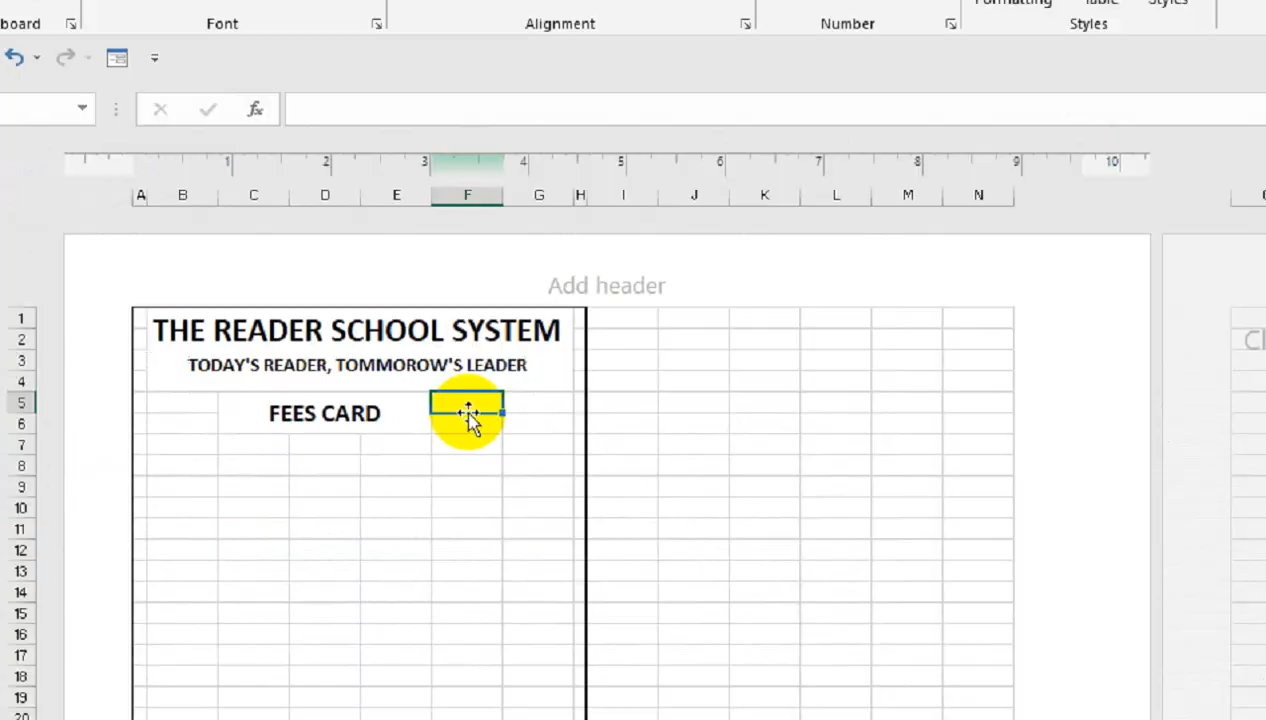 Formatting Table Styles
board Font Alignment Number Styles
fx
1 2 3 4 5 6 7 8 9 10
A B C D E F G H I J K L M N
Add header
1
THE READER SCHOOL SYSTEM
2
3 TODAY'S READER, TOMMOROW'S LEADER
4
5
FEES CARD
6
7
8
9
10
11
12
13
14
15
16
17
18
19
20